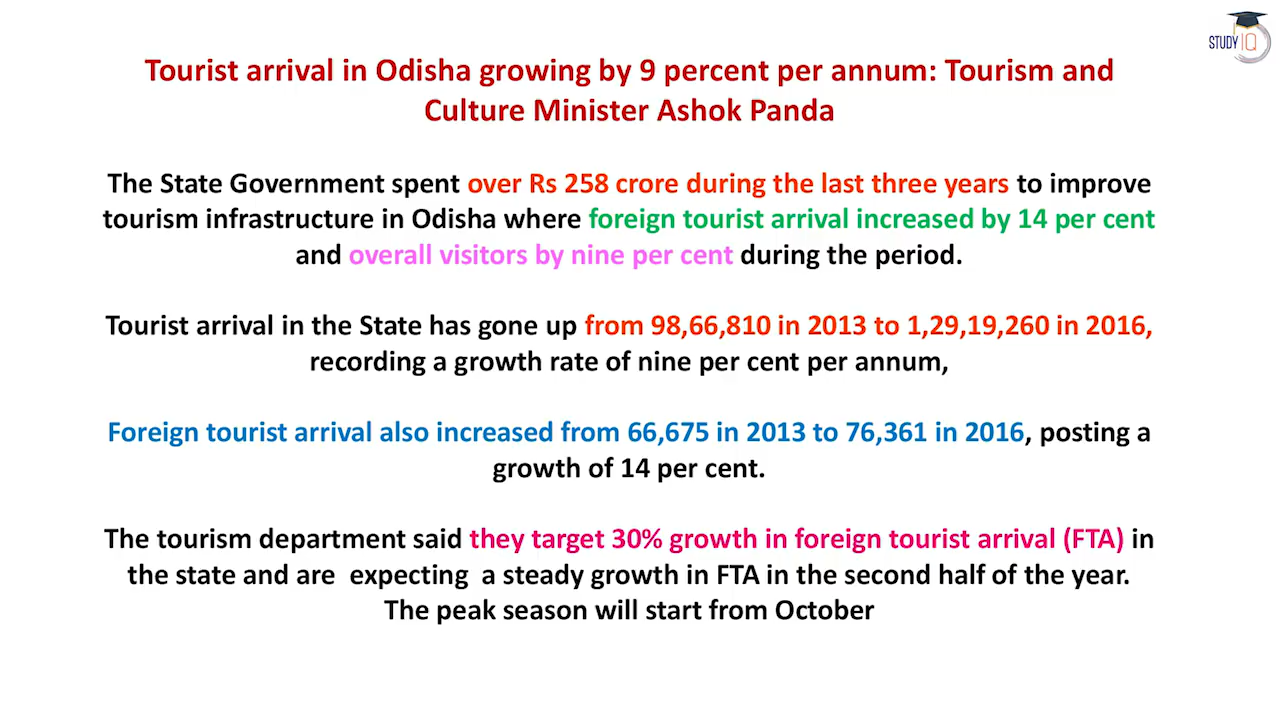 STUDY IQ
Tourist arrival in Odisha growing by 9 percent per annum: Tourism and
Culture Minister Ashok Panda
The State Government spent over Rs 258 crore during the last three years to improve
tourism infrastructure in Odisha where foreign tourist arrival increased by 14 per cent
and overall visitors by nine per cent during the period.
Tourist arrival in the State has gone up from 98,66,810 in 2013 to 1,29,19,260 in 2016,
recording a growth rate of nine per cent per annum,
Foreign tourist arrival also increased from 66,675 in 2013 to 76,361 in 2016, posting a
growth of 14 per cent.
The tourism department said they target 30% growth in foreign tourist arrival (FTA) in
the state and are expecting a steady growth in FTA in the second half of the year.
The peak season will start from October